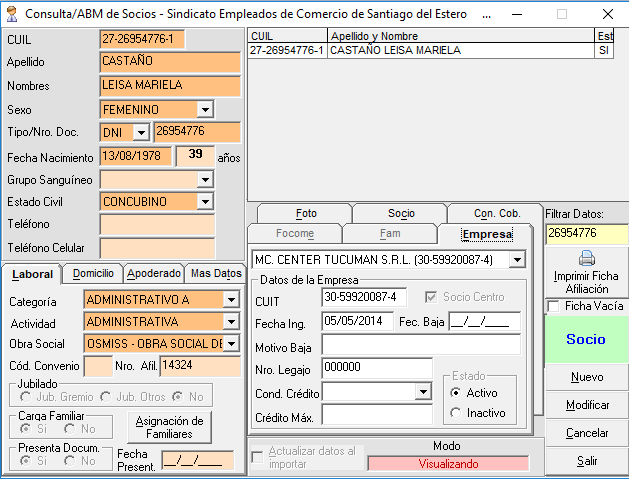 Consulta/ABM de Socios - Sindicato Empleados de Comercio de Santiago del Estero
CUIL 27-26954776-1
Apellido CASTAÑO
Nombres LEISA MARIELA
Sexo FEMENINO
Tipo/Nro. Doc. DNI 26954776
Fecha Nacimiento 13/08/1978 39 años
Grupo Sanguíneo
Estado Civil CONCUBINO
Teléfono
Teléfono Celular
Laboral Domicilio Apoderado Mas Datos
Categoría ADMINISTRATIVO A
Actividad ADMINISTRATIVA
Obra Social OSMISS - OBRA SOCIAL DE
Cód. Convenio Nro. Afil. 14324
Jubilado
Jub. Gremio Jub. Otros No
Carga Familiar
Si No
Asignación de
Familiares
Presenta Docum.
Si No
Fecha
Present. __/__/____
CUIL Apellido y Nombre Est
27-26954776-1 CASTAÑO LEISA MARIELA SI
Foto Socio Con. Cob.
Focome Fam Empresa
MC. CENTER TUCUMAN S.R.L. (30-59920087-4)
Datos de la Empresa
CUIT 30-59920087-4 Socio Centro
Fecha Ing. 05/05/2014 Fec. Baja __/__/____
Motivo Baja
Nro. Legajo 000000
Cond. Crédito
Crédito Máx.
Estado
Activo
Inactivo
Actualizar datos al
importar
Modo
Visualizando
Filtrar Datos:
26954776
Imprimir Ficha
Afiliación
Ficha Vacía
Socio
Nuevo
Modificar
Cancelar
Salir